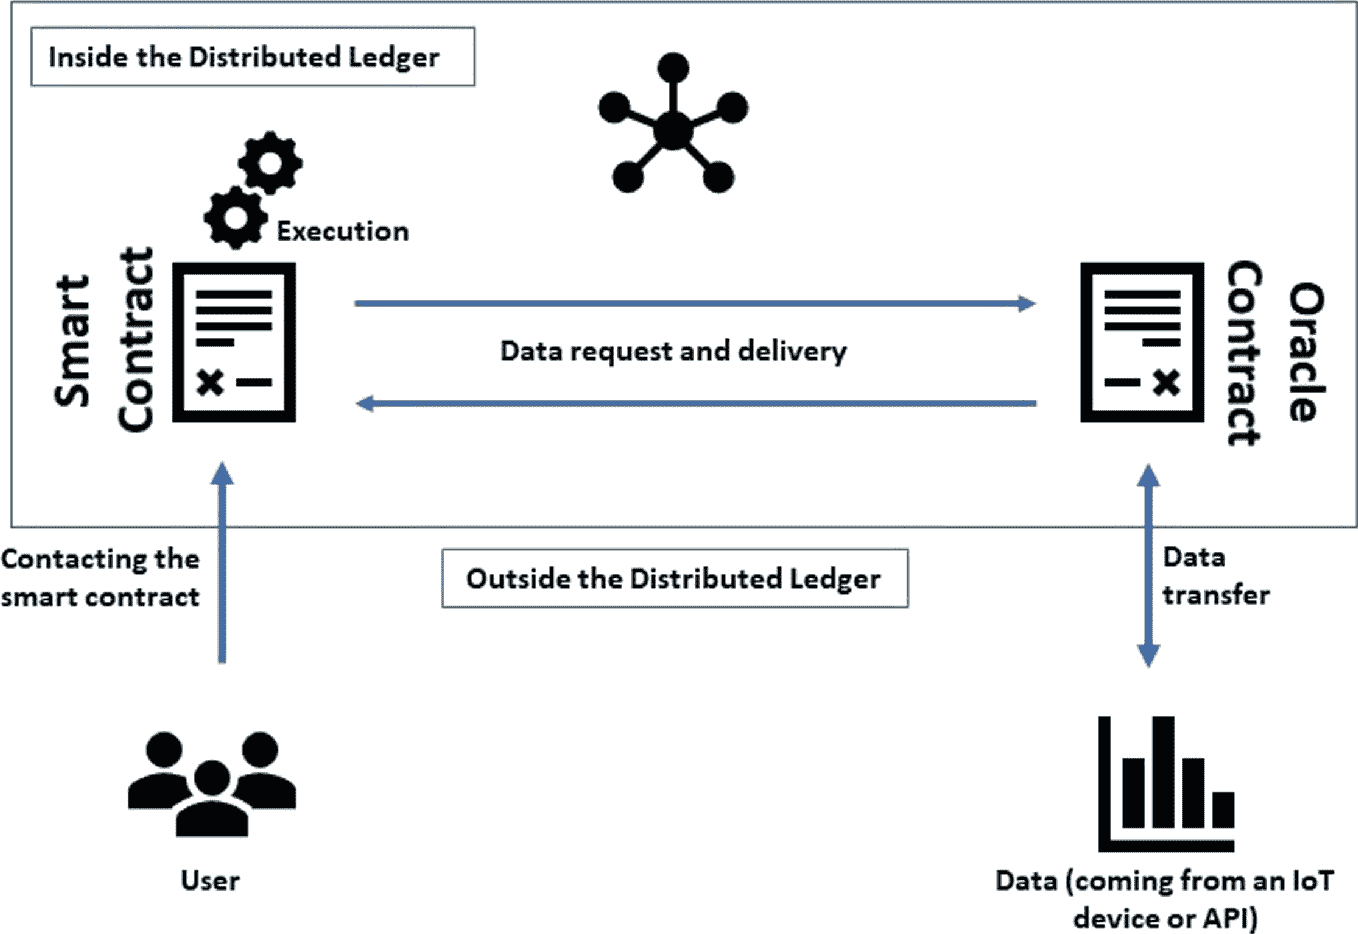 Inside the Distributed Ledger
Execution
Smart
Contract
Data request and delivery
Contract
Oracle
Contacting the
smart contract
Outside the Distributed Ledger
Data
transfer
User
Data (coming from an IoT
device or API)